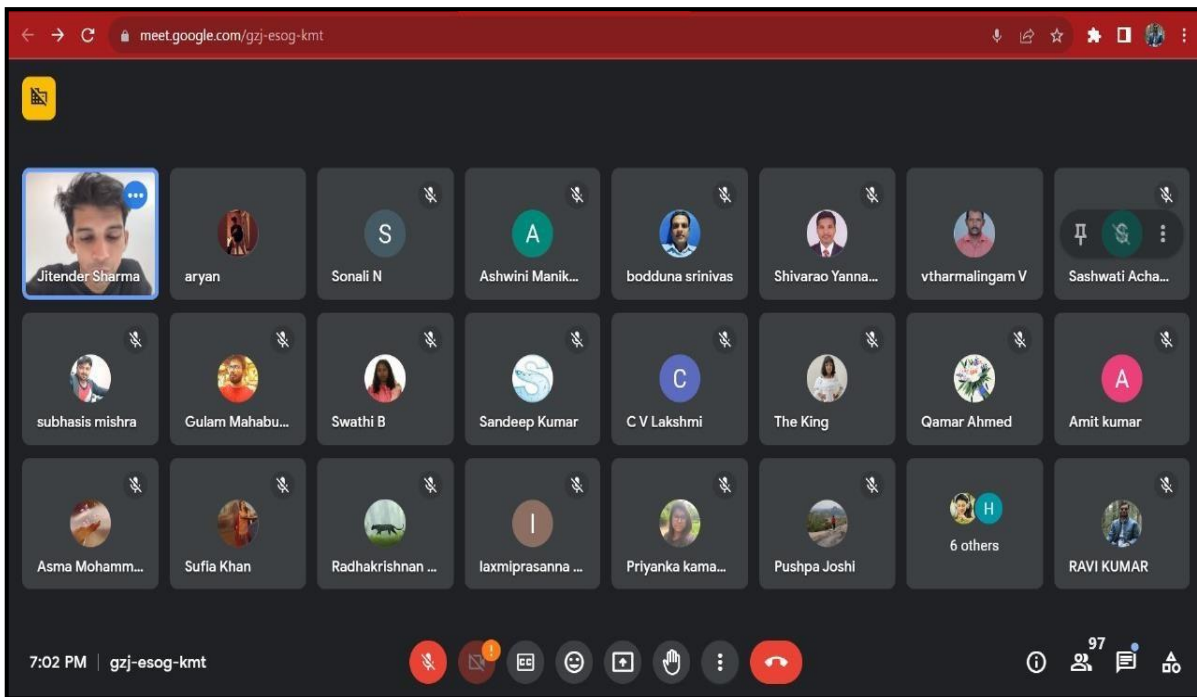 meet.google.com/gzj-esog-kmt
Jitender Sharma
aryan
S
Sonali N
A
Ashwini Manik...
bodduna srinivas
Shivarao Yanna...
vtharmalingam V
Sashwati Acha...
subhasis mishra
Gulam Mahabu...
Swathi B
Sandeep Kumar
C
C V Lakshmi
The King
Qamar Ahmed
A
Amit kumar
Asma Mohamm...
Sufia Khan
Radhakrishnan ...
l
laxmiprasanna ...
Priyanka kama...
Pushpa Joshi
H
6 others
RAVI KUMAR
7:02 PM | gzj-esog-kmt
CC
97